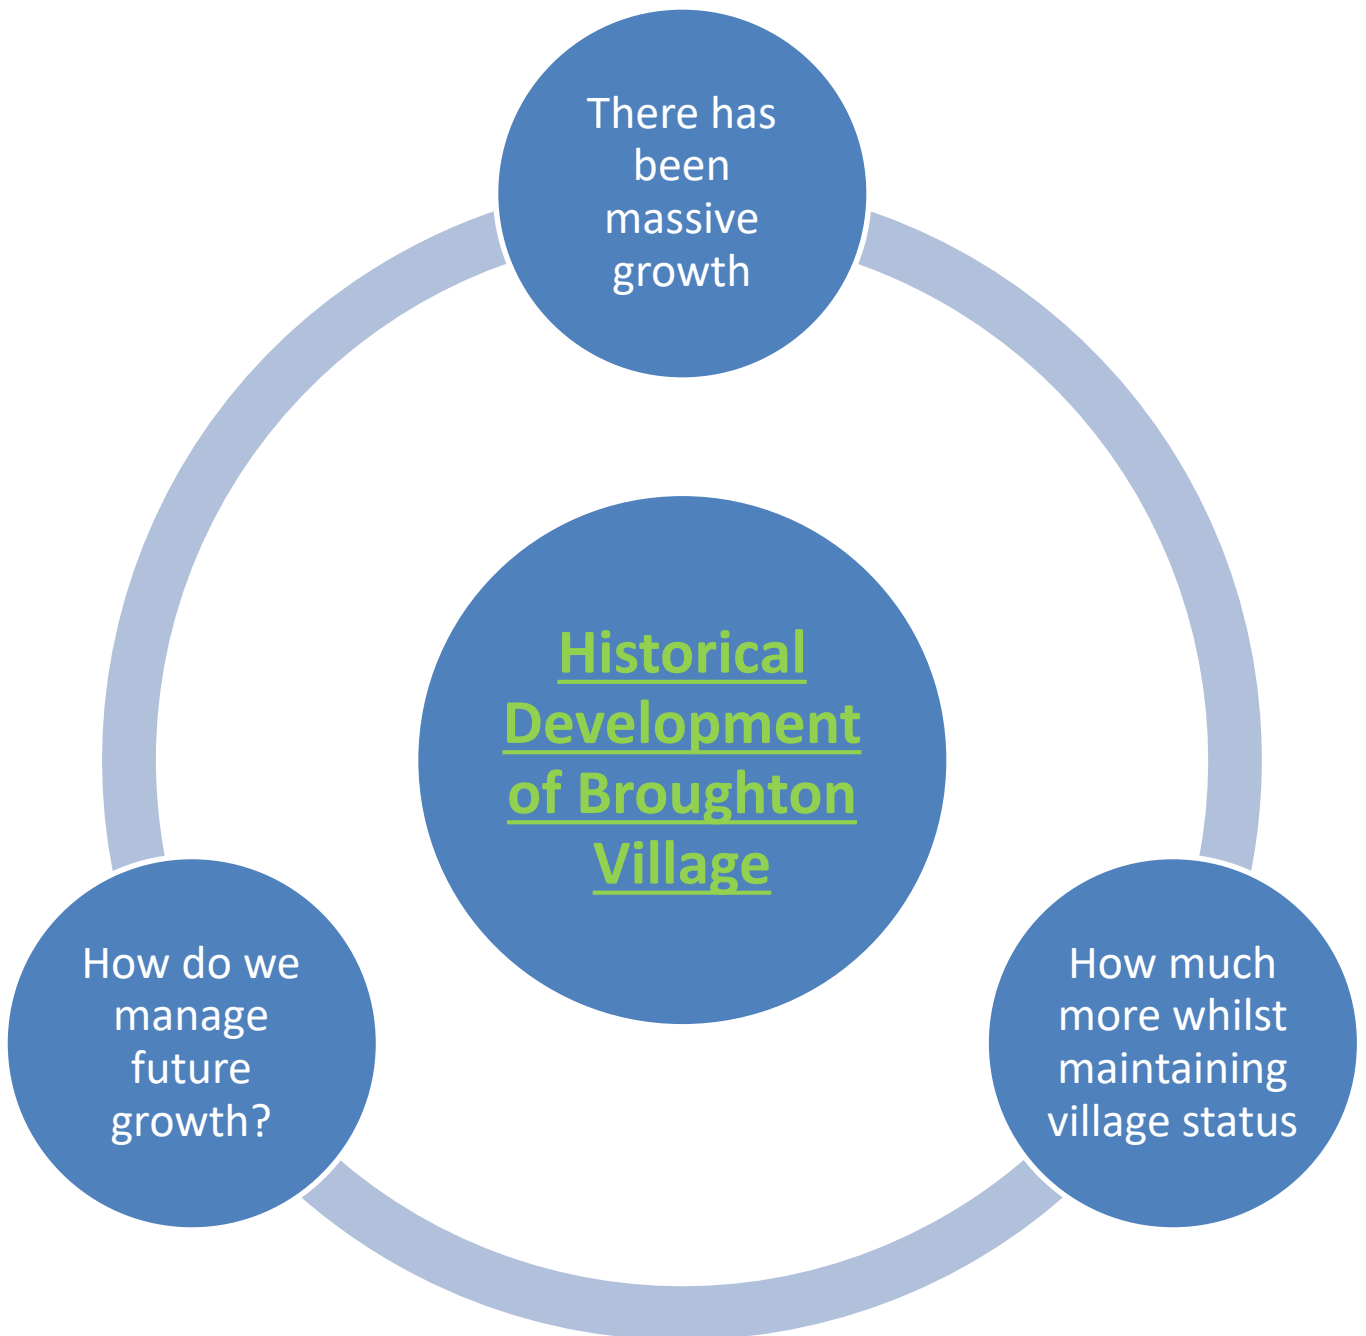 There has
been
massive
growth
Historical
Development
of Broughton
Village
How do we
manage
future
growth?
How much
more whilst
maintaining
village status